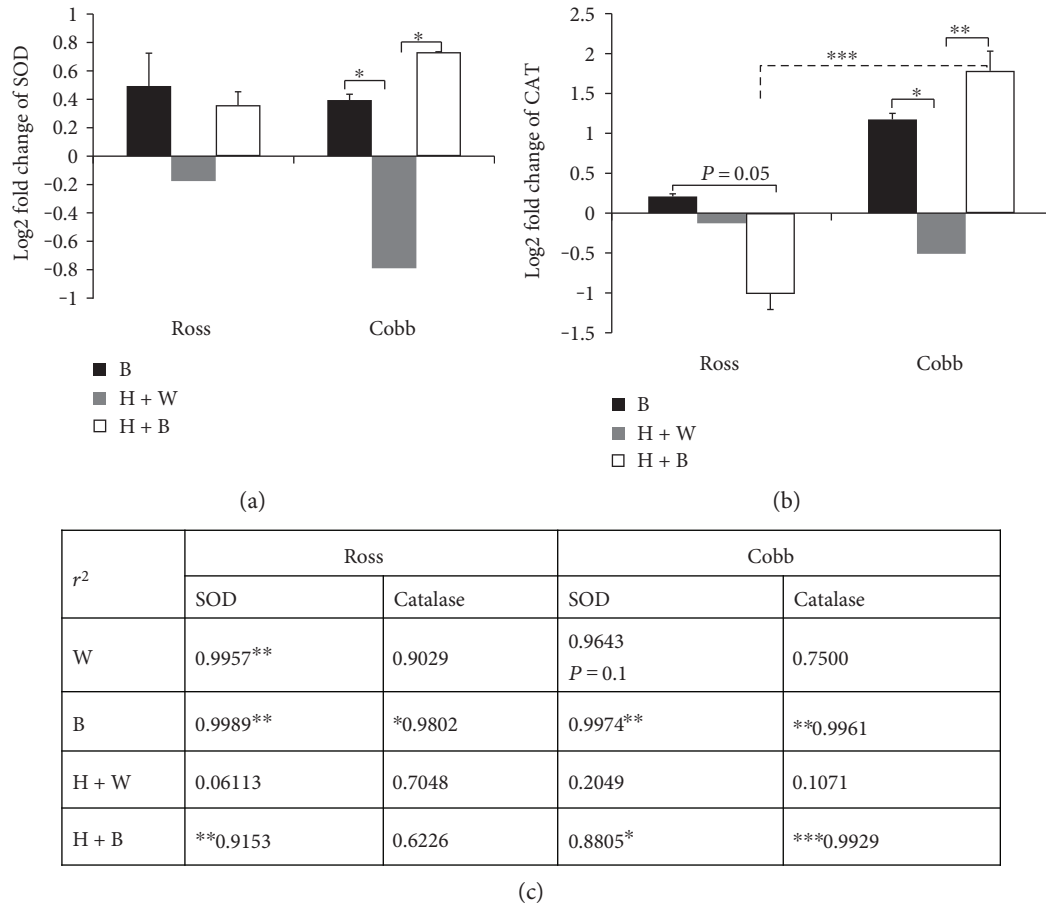 1
0.8
0.6
0.4
0.2
0
-0.2
-0.4
-0.6
-0.8
-1
Log2 fold change of SOD
*
*
Ross
Cobb
B
H + W
H + B
(a)
2.5
2
1.5
1
0.5
0
-0.5
-1
-1.5
Log2 fold change of CAT
P = 0.05
***
*
**
Ross
Cobb
B
H + W
H + B
(b)
r²
Ross
Cobb
SOD
Catalase
SOD
Catalase
W
0.9957**
0.9029
0.9643
P = 0.1
0.7500
B
0.9989**
*0.9802
0.9974**
**0.9961
H + W
0.06113
0.7048
0.2049
0.1071
H + B
**0.9153
0.6226
0.8805*
***0.9929
(c)